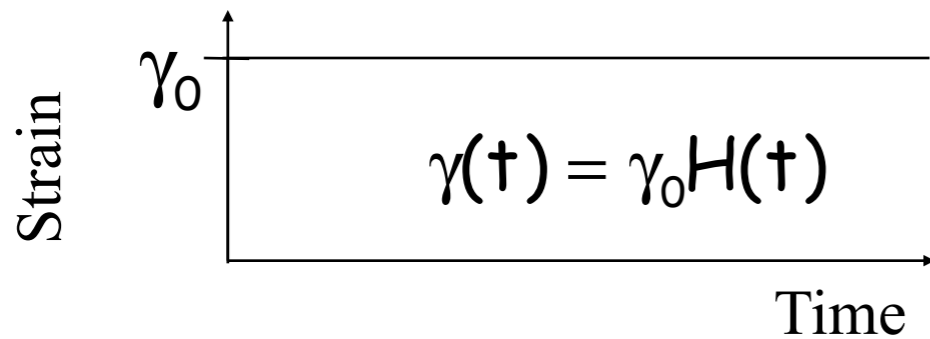 γ₀
Strain
γ(t) = γ₀H(t)
Time